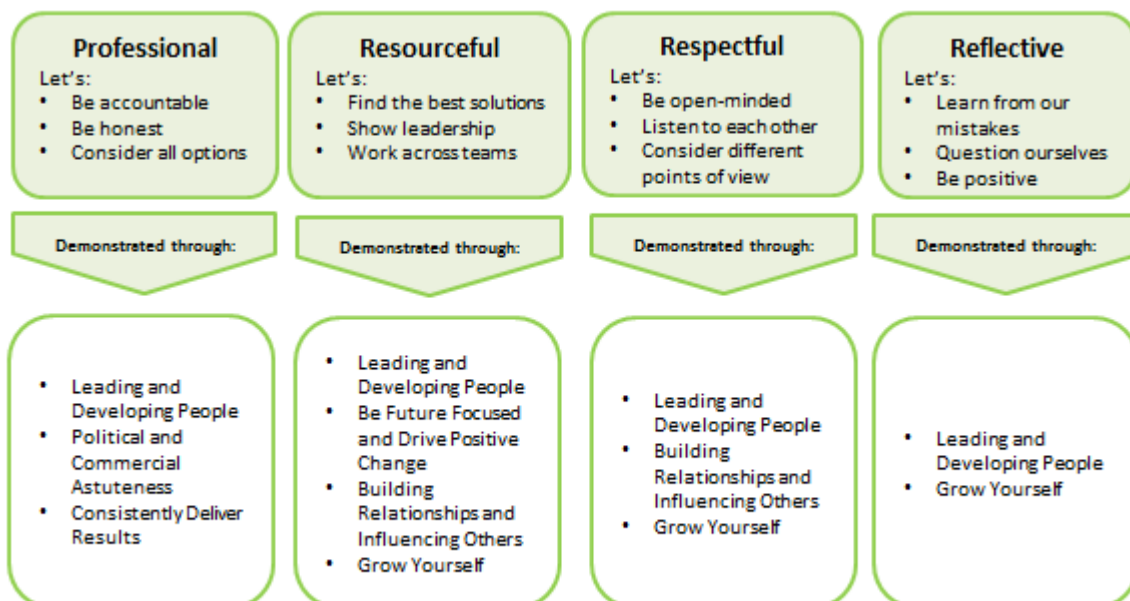 Professional
Let's:
• Be accountable
• Be honest
• Consider all options
Resourceful
Let's:
• Find the best solutions
• Show leadership
• Work across teams
Respectful
Let's:
• Be open-minded
• Listen to each other
• Consider different
points of view
Reflective
Let's:
• Learn from our
mistakes
• Question ourselves
• Be positive
Demonstrated through:
Demonstrated through:
Demonstrated through:
Demonstrated through:
• Leading and
Developing People
• Political and
Commercial
Astuteness
• Consistently Deliver
Results
• Leading and
Developing People
• Be Future Focused
and Drive Positive
Change
• Building
Relationships and
Influencing Others
• Grow Yourself
• Leading and
Developing People
• Building
Relationships and
Influencing Others
• Grow Yourself
• Leading and
Developing People
• Grow Yourself